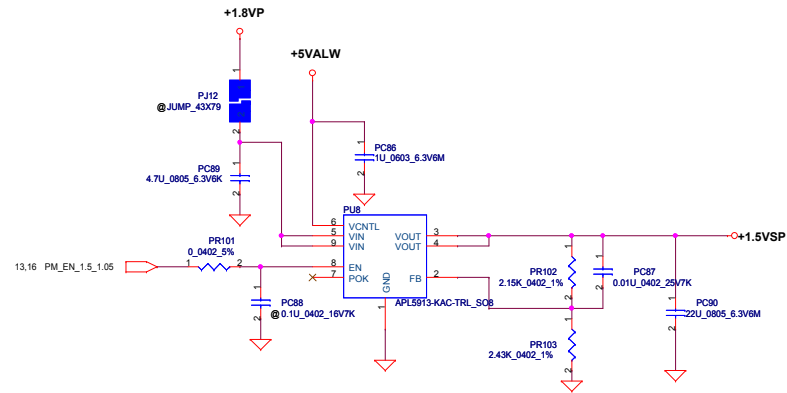 +1.8VP
+5VALW
1
PJ12
@JUMP_43X79
2
1
PC86
1U_0603_6.3V6M
2
1
PC89
4.7U_0805_6.3V6K
2
PU8
6 VCNTL
5 VIN VOUT 3
9 VIN VOUT 4
+1.5VSP
PR101
0_0402_5%
13,16 PM_EN_1.5_1.05
1 2
8 EN
7 POK FB 2
GND
1
APL5913-KAC-TRL_SO8
1
PC88
@0.1U_0402_16V7K
2
1
PR102
2.15K_0402_1%
2
1
PC87
0.01U_0402_25V7K
2
1
PC90
22U_0805_6.3V6M
2
1
PR103
2.43K_0402_1%
2